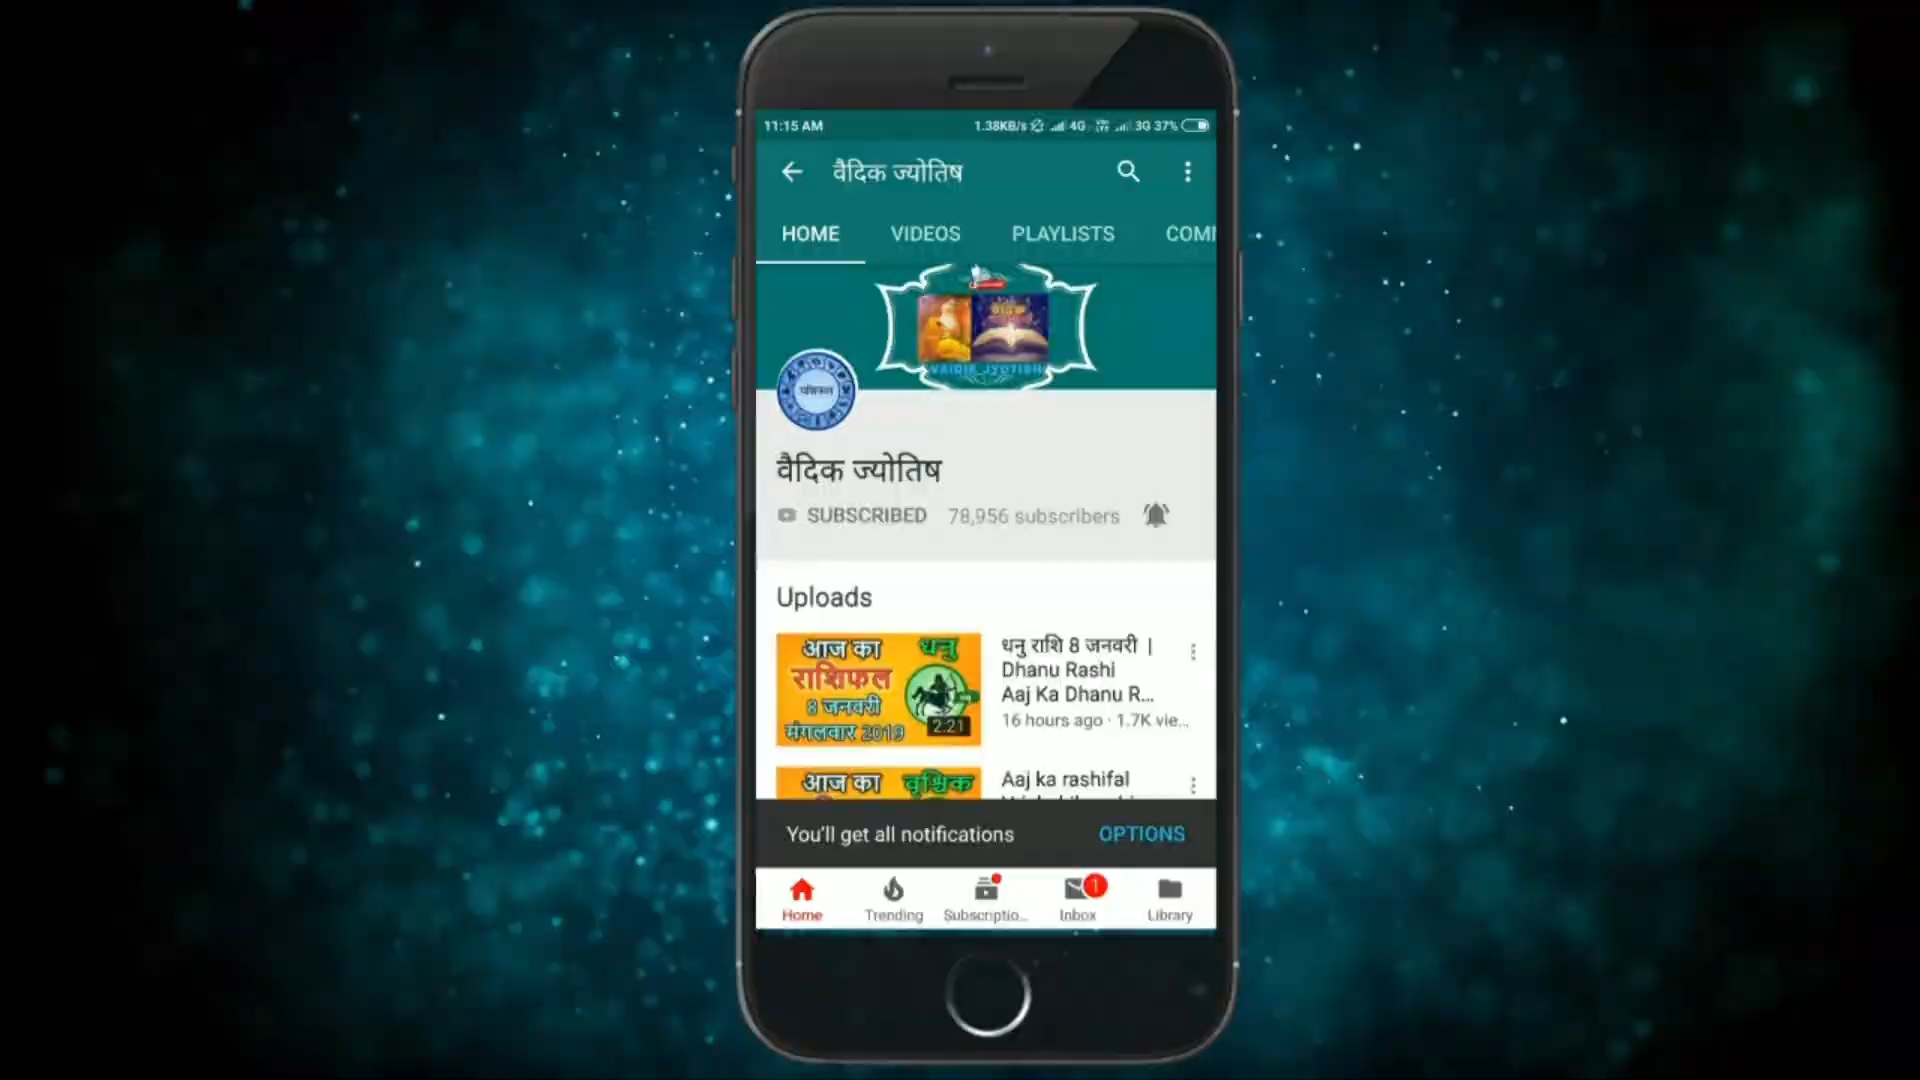 11:15 AM 1.38KB/s 4G 3G 37%
वैदिक ज्योतिष
HOME VIDEOS PLAYLISTS COM
VAIDIK JYOTISH
राशिफल
वैदिक ज्योतिष
SUBSCRIBED 78,956 subscribers
Uploads
आज का धनु
राशिफल
8 जनवरी
मंगलवार 2019
2:21
धनु राशि 8 जनवरी |
Dhanu Rashi
Aaj Ka Dhanu R...
16 hours ago · 1.7K vie...
आज का वृश्चिक
Aaj ka rashifal
You'll get all notifications OPTIONS
1
Home Trending Subscriptio... Inbox Library